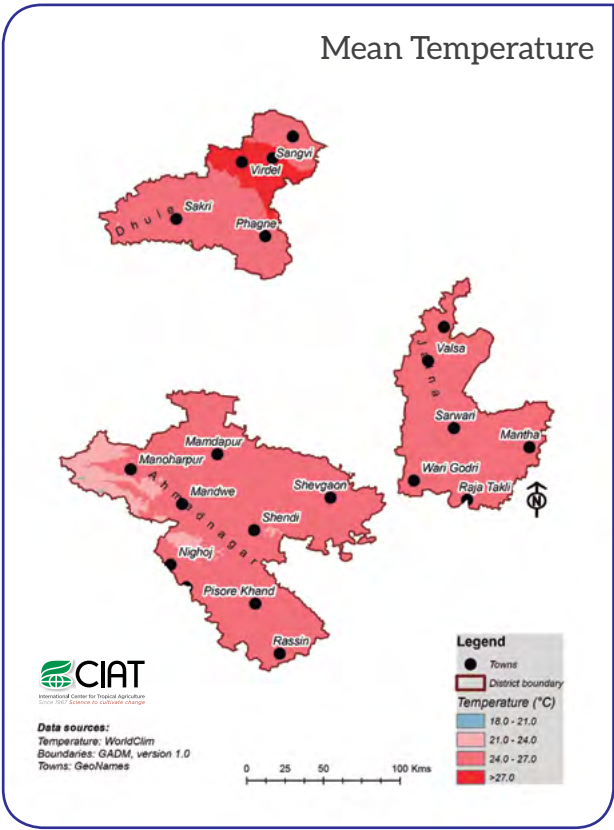 Mean Temperature
Sangvi
Virdel
Sakri
Dhule
Phagne
Valsa
Jalna
Sarwari
Mantha
Wari Godri
Raja Takli
N
Mamdapur
Manoharpur
Ahmadnagar
Mandwe
Shevgaon
Shendi
Nighoj
Pisore Khand
Rassin
CIAT
International Center for Tropical Agriculture
Since 1967 Science to cultivate change
Data sources:
Temperature: WorldClim
Boundaries: GADM, version 1.0
Towns: GeoNames
0 25 50 100 Kms
Legend
Towns
District boundary
Temperature (°C)
18.0 - 21.0
21.0 - 24.0
24.0 - 27.0
>27.0